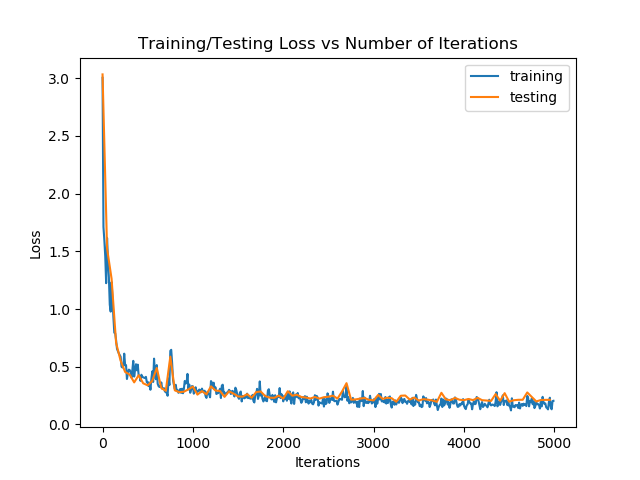 Training/Testing Loss vs Number of Iterations
training
testing
3.0
2.5
2.0
1.5
1.0
0.5
0.0
Loss
0 1000 2000 3000 4000 5000
Iterations